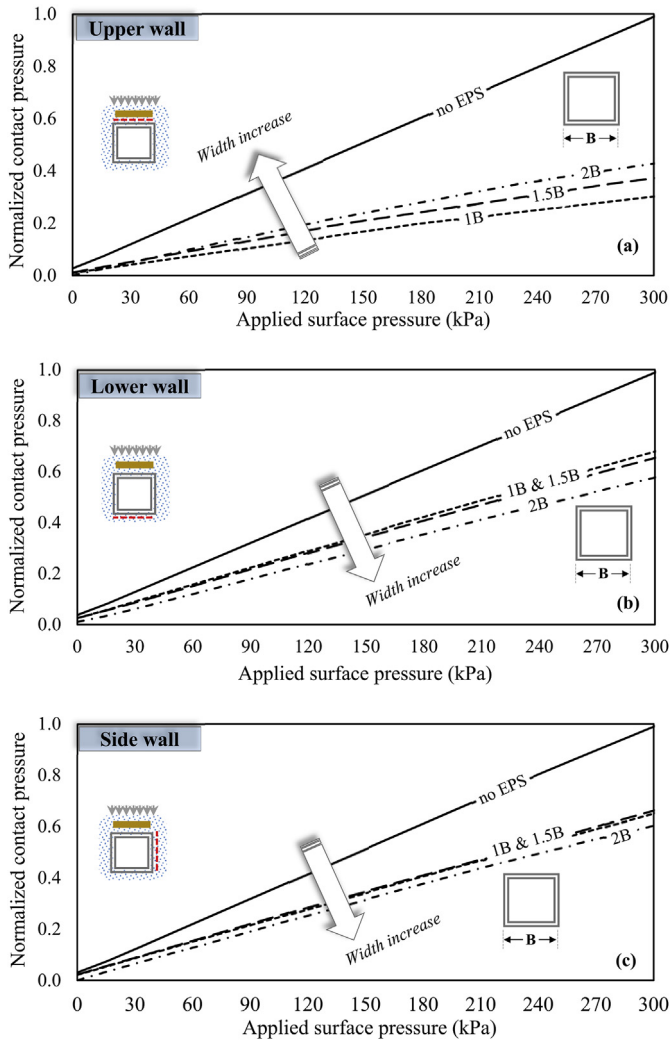 Upper wall
1.0
0.8
0.6
0.4
0.2
0.0
Normalized contact pressure
no EPS
Width increase
B
2B
1.5B
1B
(a)
0 30 60 90 120 150 180 210 240 270 300
Applied surface pressure (kPa)
Lower wall
1.0
0.8
0.6
0.4
0.2
0.0
Normalized contact pressure
no EPS
1B & 1.5B
2B
Width increase
B
(b)
0 30 60 90 120 150 180 210 240 270 300
Applied surface pressure (kPa)
Side wall
1.0
0.8
0.6
0.4
0.2
0.0
Normalized contact pressure
no EPS
1B & 1.5B
2B
Width increase
B
(c)
0 30 60 90 120 150 180 210 240 270 300
Applied surface pressure (kPa)